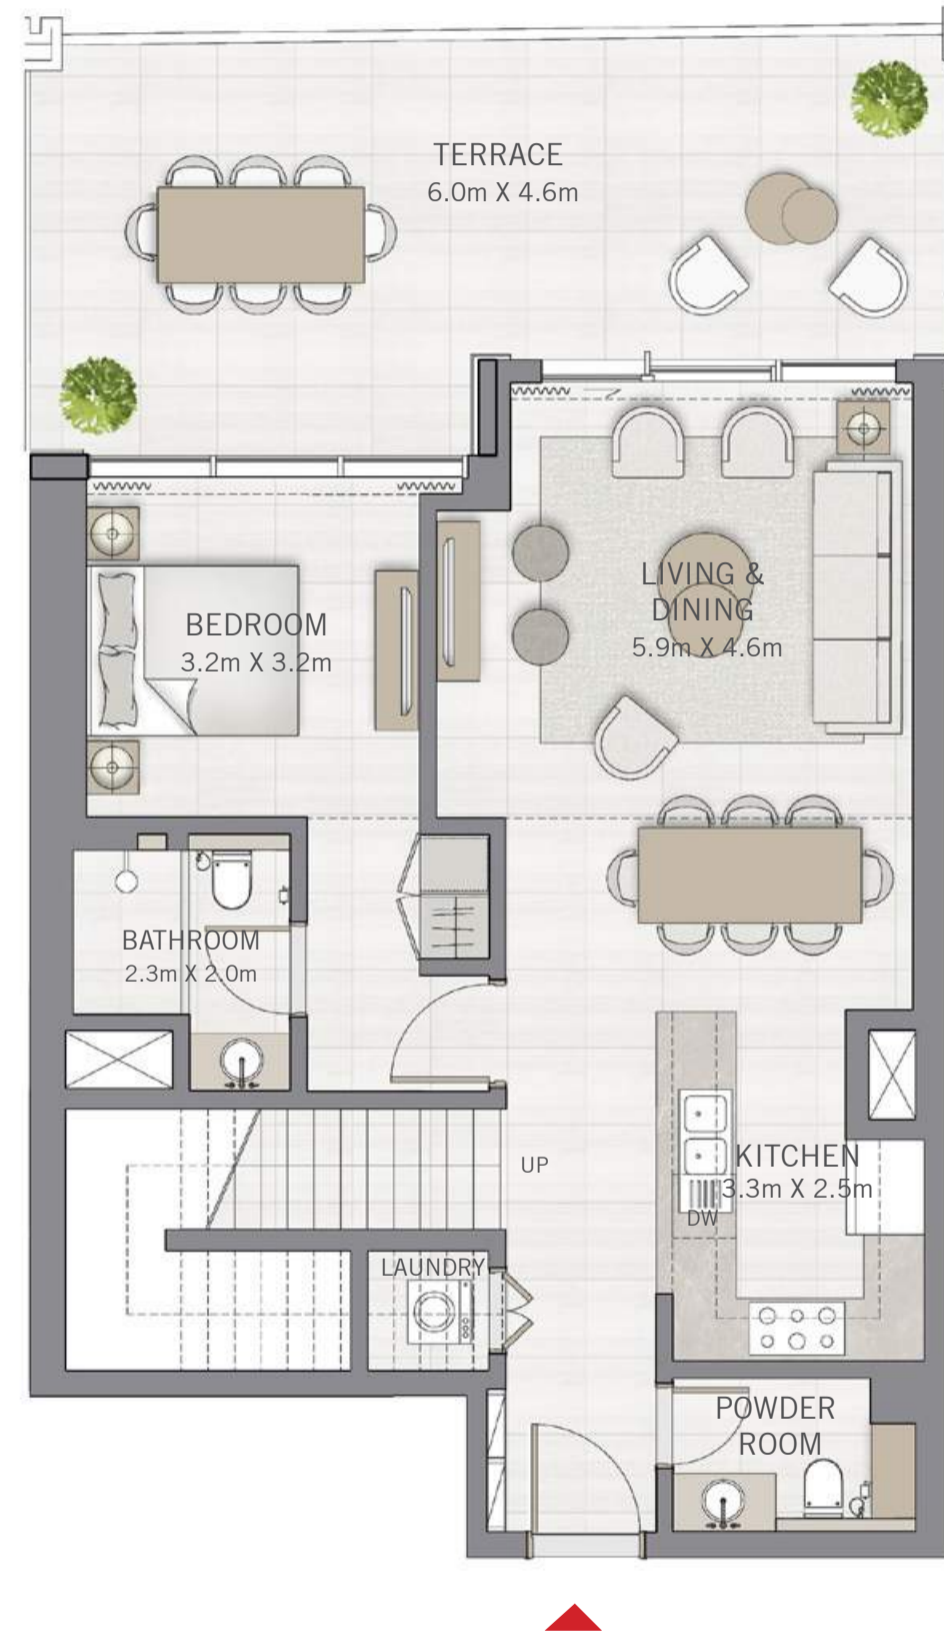 TERRACE
6.0m X 4.6m
LIVING &
DINING
5.9m X 4.6m
BEDROOM
3.2m X 3.2m
BATHROOM
2.3m X 2.0m
UP
KITCHEN
3.3m X 2.5m
DW
LAUNDRY
POWDER
ROOM